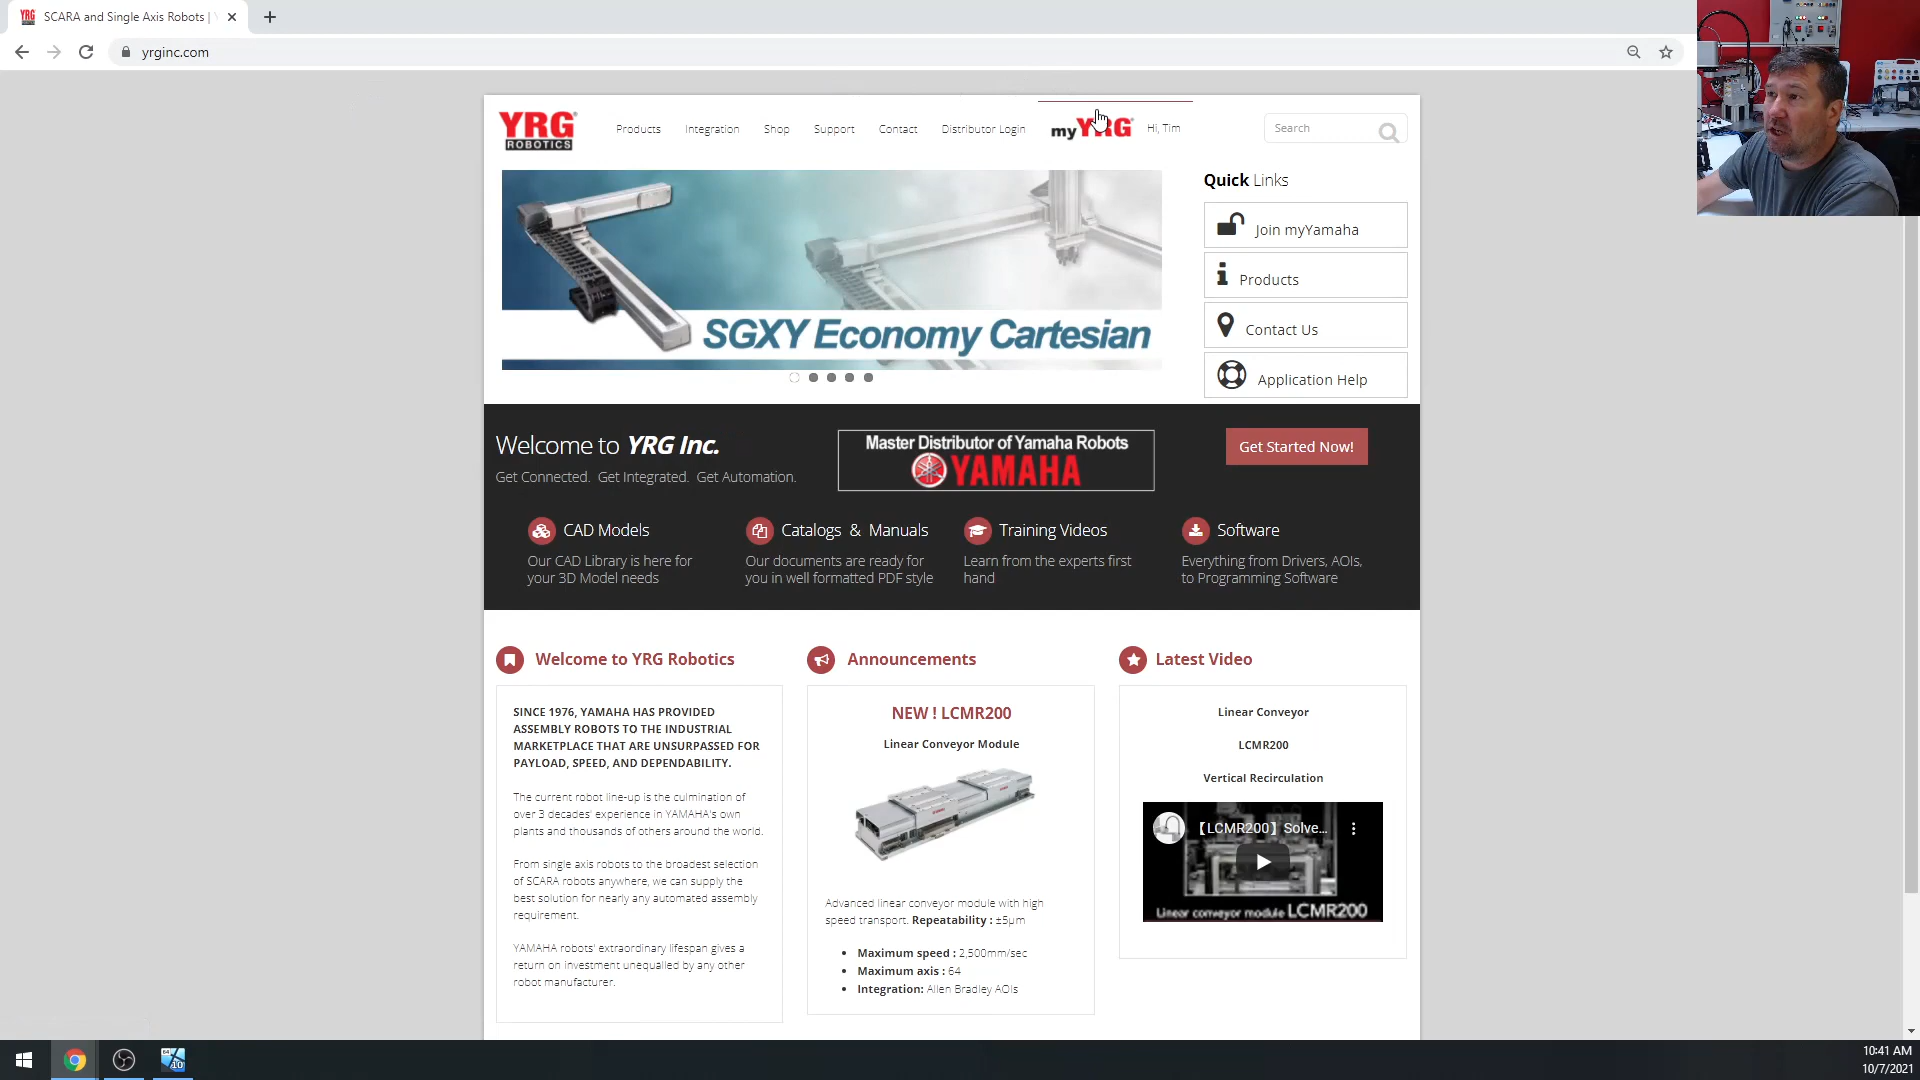 SCARA and Single Axis Robots |
yrginc.com
YRG
ROBOTICS
Products
Integration
Shop
Support
Contact
Distributor Login
myYRG
Hi, Tim
Search
SGXY Economy Cartesian
Quick Links
Join myYamaha
Products
Contact Us
Application Help
Welcome to YRG Inc.
Get Connected. Get Integrated. Get Automation.
Master Distributor of Yamaha Robots
YAMAHA
Get Started Now!
CAD Models
Our CAD Library is here for
your 3D Model needs
Catalogs & Manuals
Our documents are ready for
you in well formatted PDF style
Training Videos
Learn from the experts first
hand
Software
Everything from Drivers, AOIs,
to Programming Software
Welcome to YRG Robotics
SINCE 1976, YAMAHA HAS PROVIDED
ASSEMBLY ROBOTS TO THE INDUSTRIAL
MARKETPLACE THAT ARE UNSURPASSED FOR
PAYLOAD, SPEED, AND DEPENDABILITY.
The current robot line-up is the culmination of
over 3 decades' experience in YAMAHA's own
plants and thousands of others around the world.
From single axis robots to the broadest selection
of SCARA robots anywhere, we can supply the
best solution for nearly any automated assembly
requirement.
YAMAHA robots' extraordinary lifespan gives a
return on investment unequalled by any other
robot manufacturer.
Announcements
NEW ! LCMR200
Linear Conveyor Module
Advanced linear conveyor module with high
speed transport. Repeatability : ±5µm
• Maximum speed : 2,500mm/sec
• Maximum axis : 64
• Integration: Allen Bradley AOIs
Latest Video
Linear Conveyor
LCMR200
Vertical Recirculation
【LCMR200】Solve...
Linear conveyor module LCMR200
10:41 AM
10/7/2021